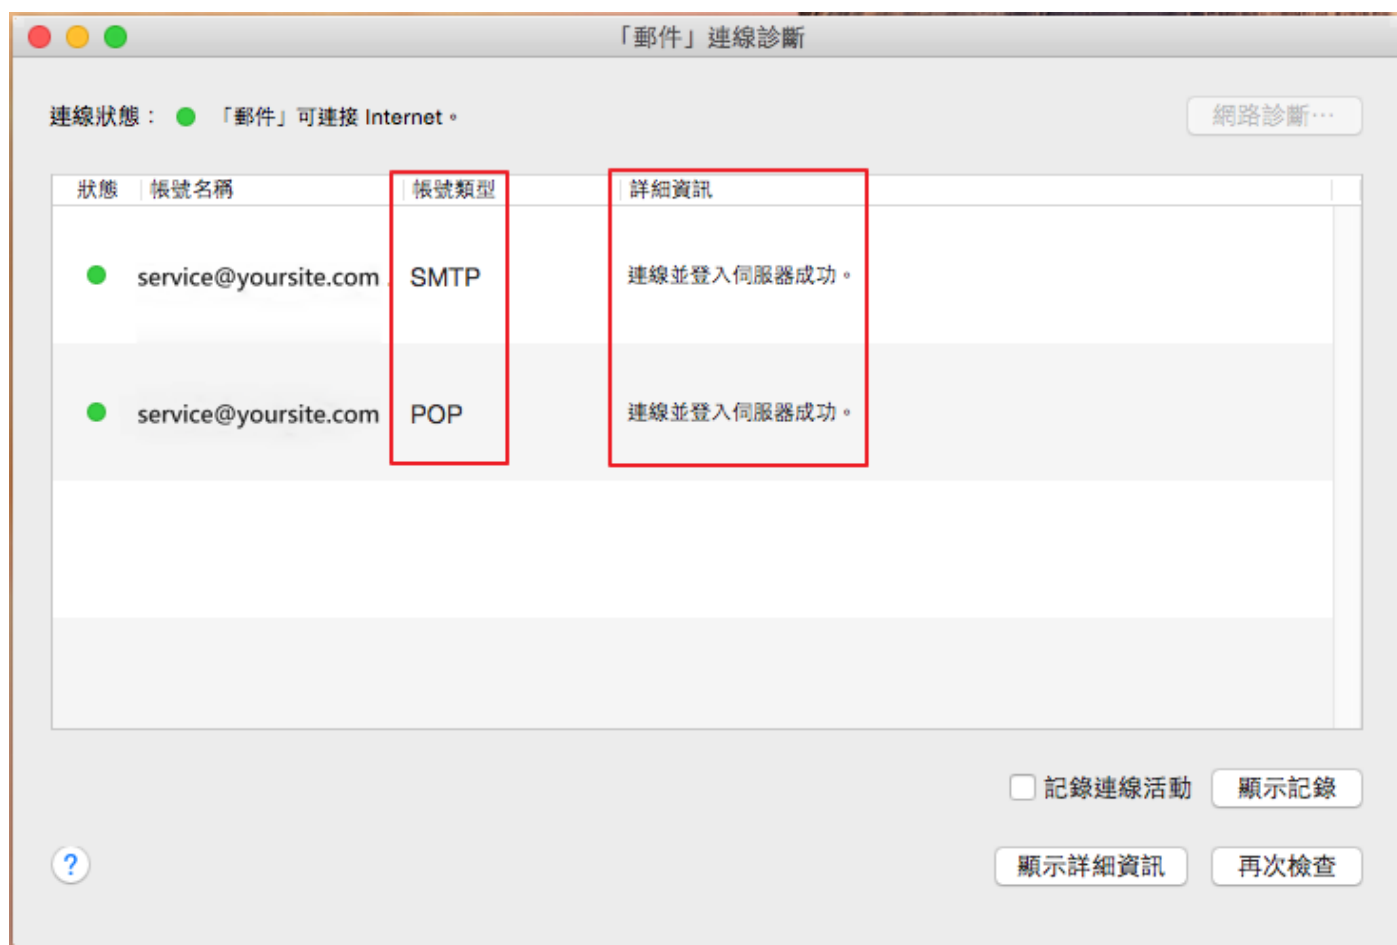 「郵件」連線診斷
連線狀態： 「郵件」可連接 Internet。 網路診斷…
狀態 帳號名稱 帳號類型 詳細資訊
service@yoursite.com SMTP 連線並登入伺服器成功。
service@yoursite.com POP 連線並登入伺服器成功。
記錄連線活動 顯示記錄
? 顯示詳細資訊 再次檢查